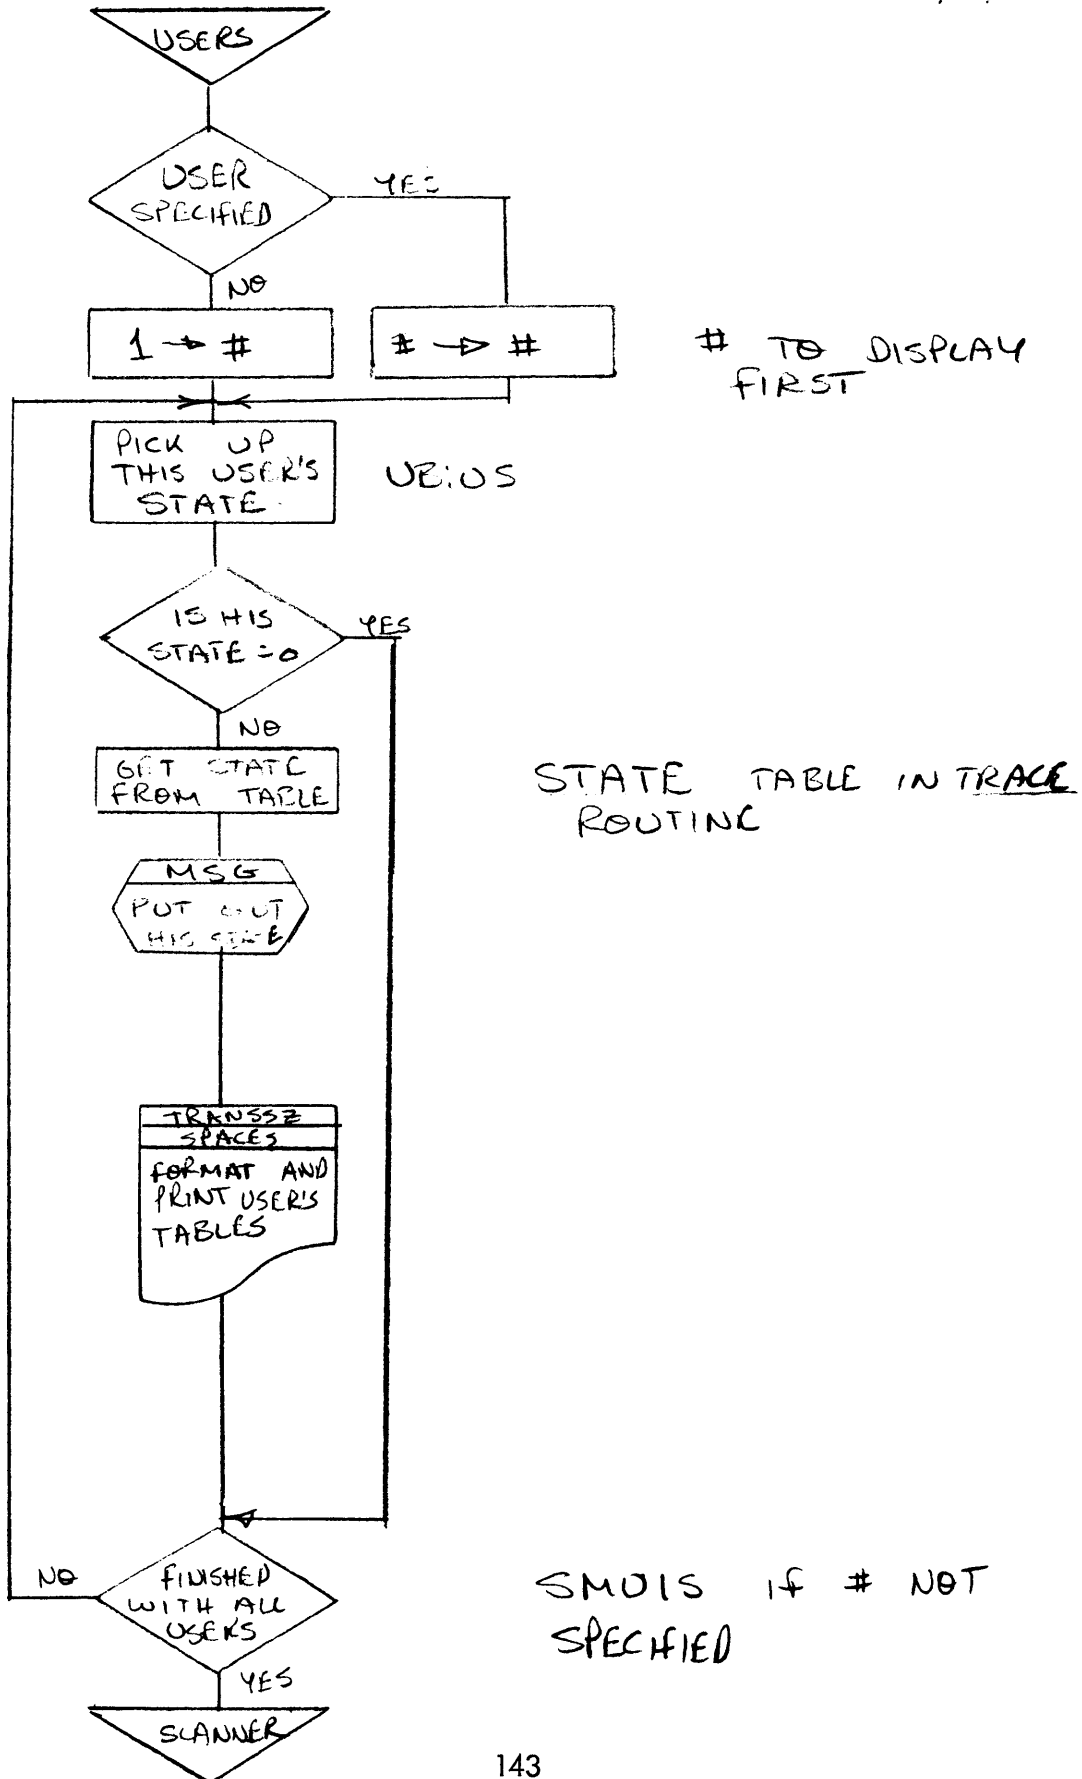 USERS
USER
SPECIFIED
YES
NO
1 → #
# → #
# TO DISPLAY
FIRST
PICK UP
THIS USER'S
STATE
UB:US
IS HIS
STATE = 0
YES
NO
GET STATE
FROM TABLE
STATE TABLE IN TRACE
ROUTINE
MSG
PUT OUT
HIS STATE
TRANSSZ
SPACES
FORMAT AND
PRINT USER'S
TABLES
NO
FINISHED
WITH ALL
USERS
SMUIS IF # NOT
SPECIFIED
YES
SCANNER
143